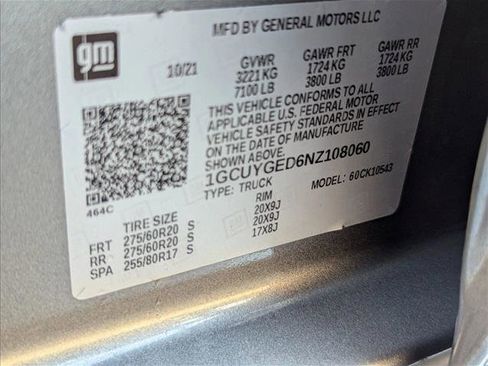 gm
MFD BY GENERAL MOTORS LLC
10/21
GVWR GAWR FRT GAWR RR
3221 KG 1724 KG 1724 KG
7100 LB 3800 LB 3800 LB
THIS VEHICLE CONFORMS TO ALL
APPLICABLE U.S. FEDERAL MOTOR
VEHICLE SAFETY STANDARDS IN EFFECT
ON THE DATE OF MANUFACTURE
1GCUYGED6NZ108060
TYPE: TRUCK MODEL: 60CK10543
464C
TIRE SIZE RIM
FRT 275/60R20 S 20X9J
RR 275/60R20 S 20X9J
SPA 255/80R17 S 17X8J